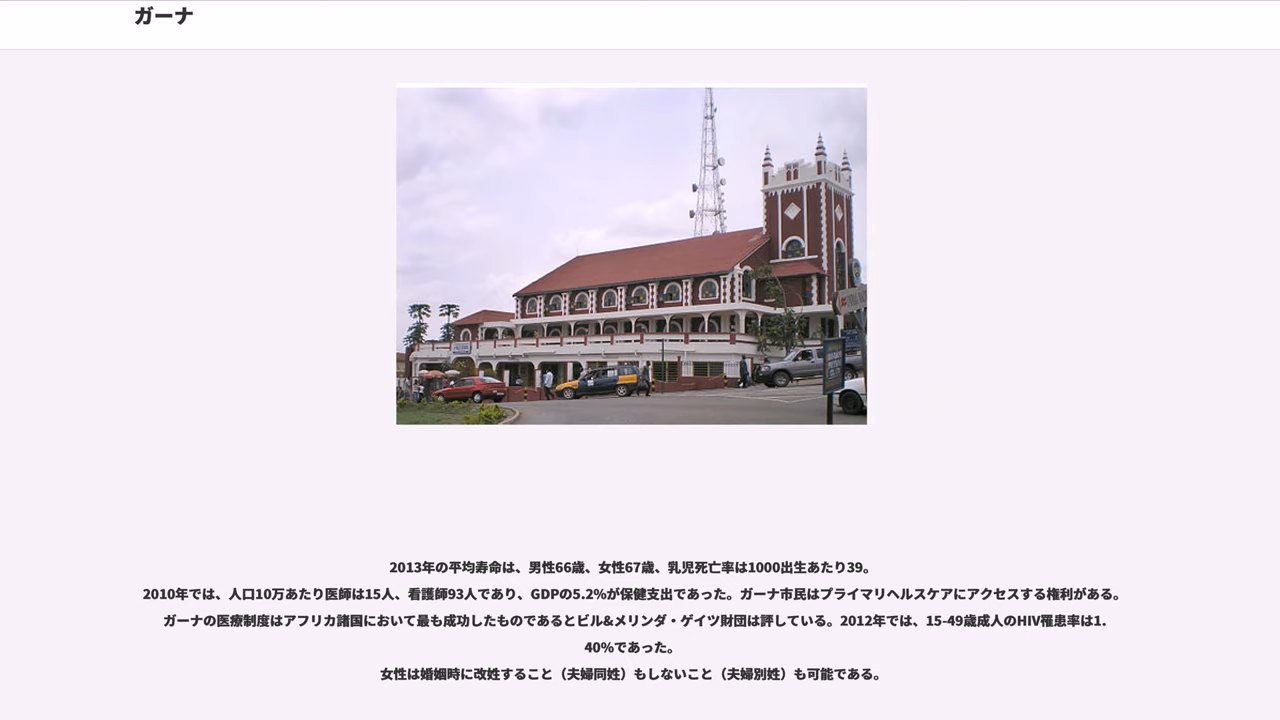 ガーナ
2013年の平均寿命は、男性66歳、女性67歳、乳児死亡率は1000出生あたり39。
2010年では、人口10万あたり医師は15人、看護師93人であり、GDPの5.2%が保健支出であった。ガーナ市民はプライマリヘルスケアにアクセスする権利がある。
ガーナの医療制度はアフリカ諸国において最も成功したものであるとビル&メリンダ・ゲイツ財団は評している。2012年では、15-49歳成人のHIV罹患率は1.
40%であった。
女性は婚姻時に改姓すること（夫婦同姓）もしないこと（夫婦別姓）も可能である。